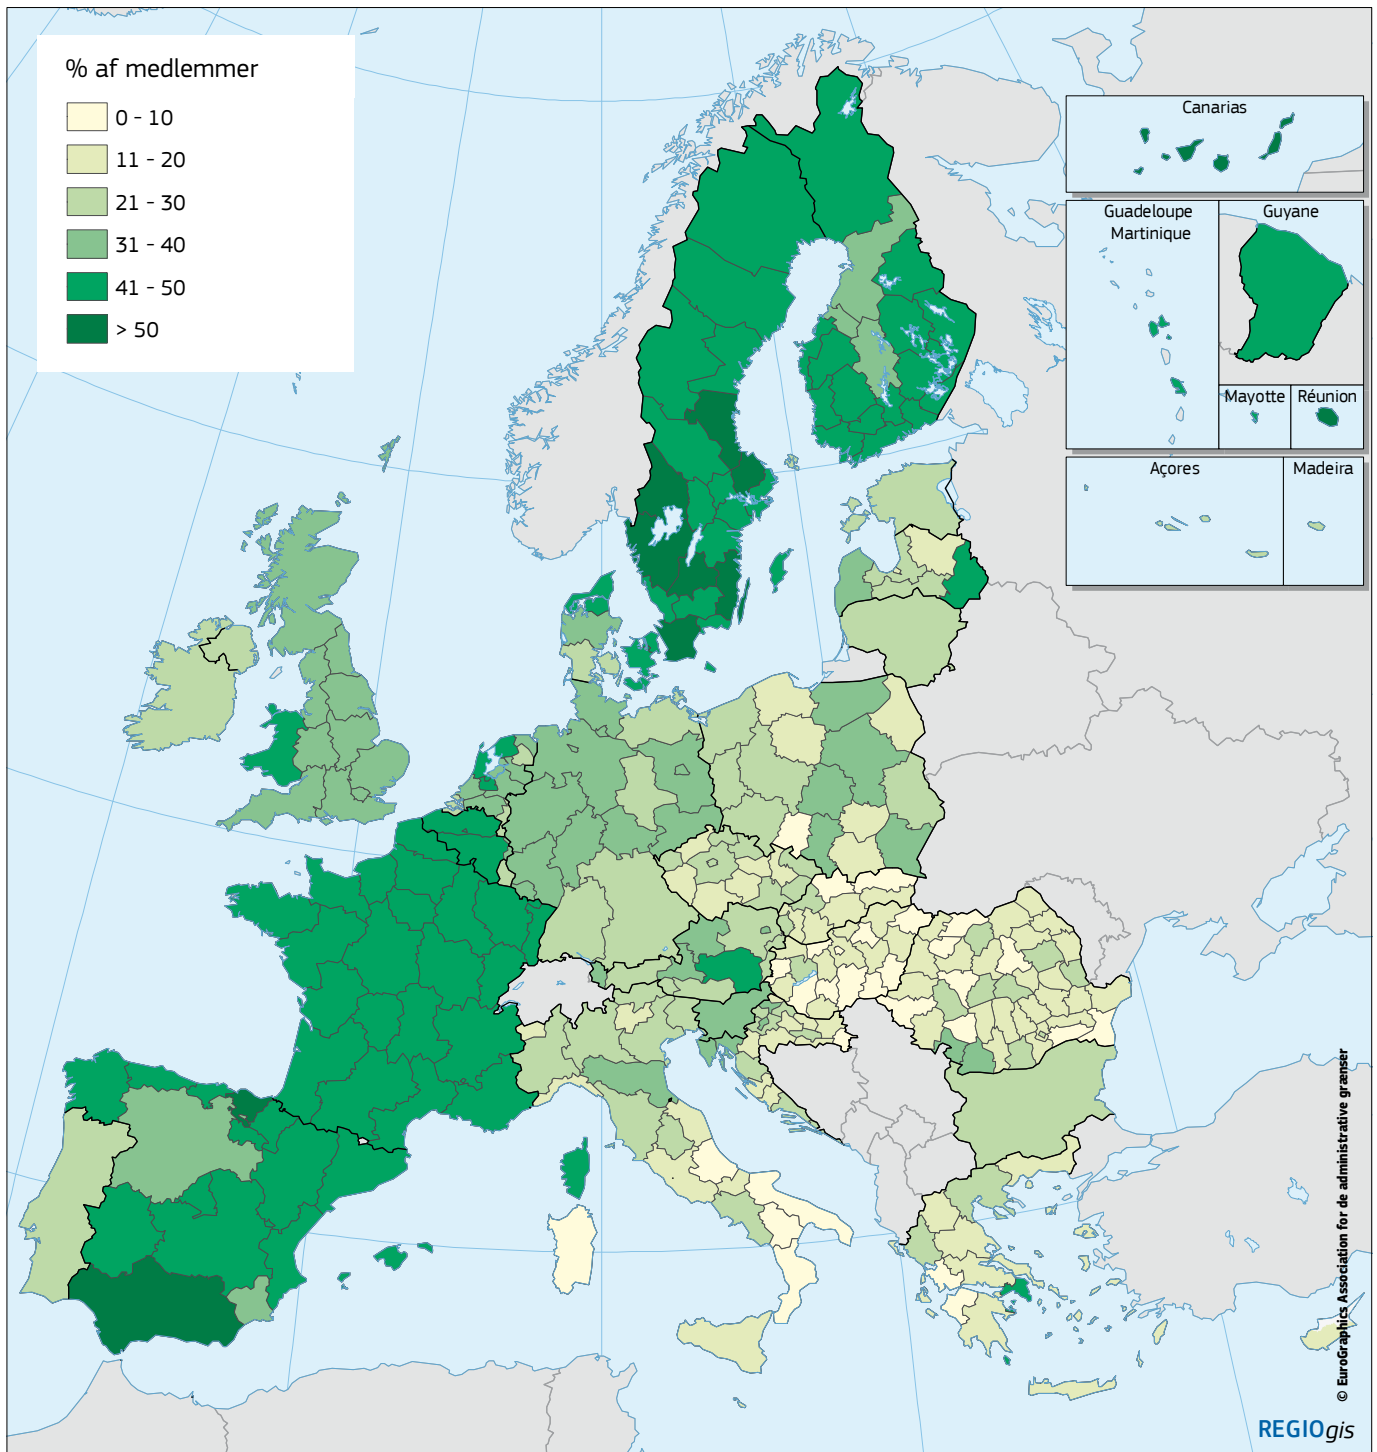 % af medlemmer
0 - 10
11 - 20
21 - 30
31 - 40
41 - 50
> 50
Canarias
Guadeloupe
Martinique
Guyane
Mayotte
Réunion
Açores
Madeira
© EuroGraphics Association for de administrative grænser
REGIOgis